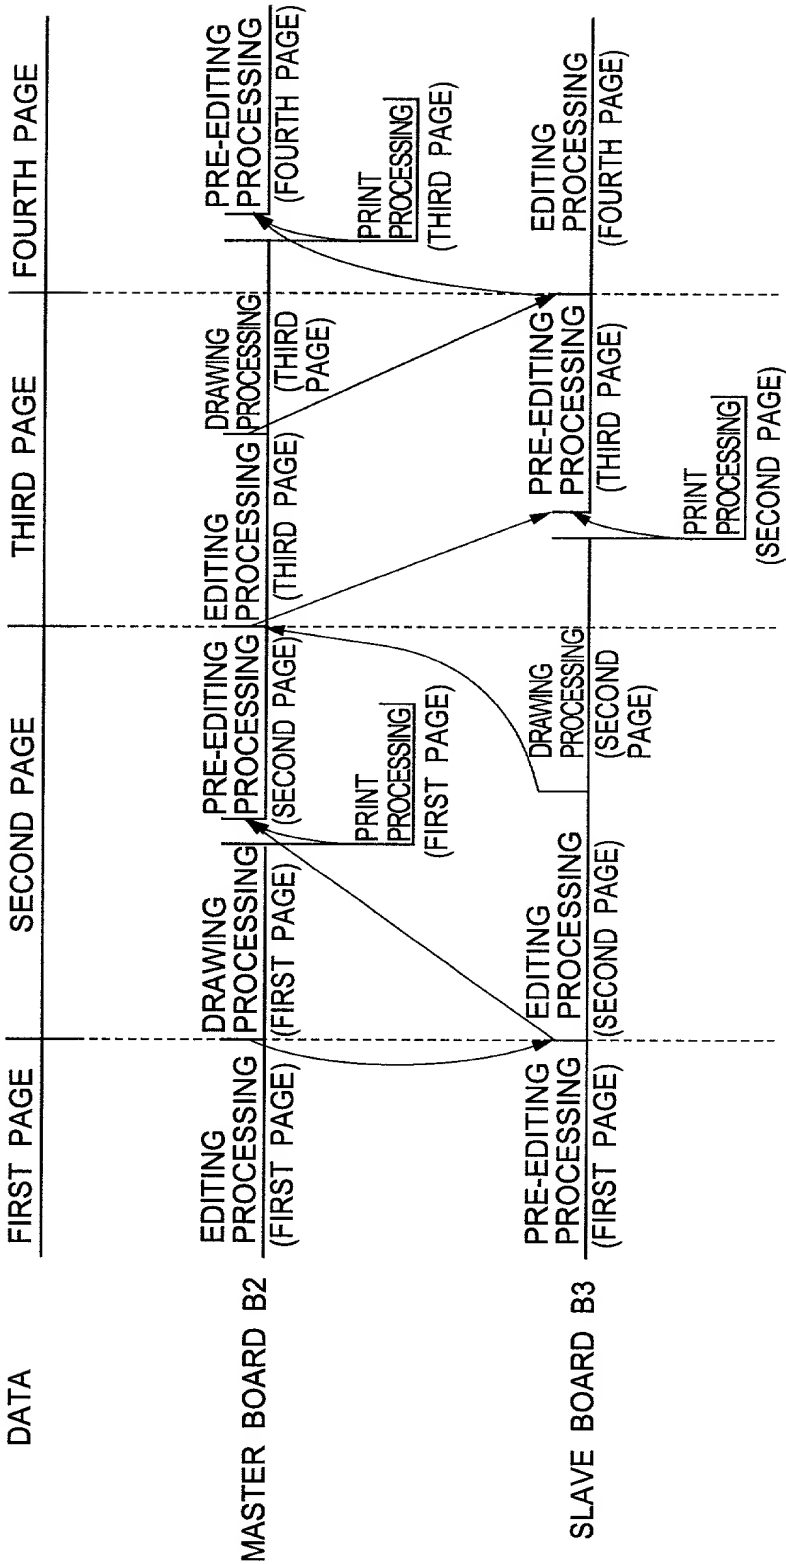 DATA
FIRST PAGE
SECOND PAGE
THIRD PAGE
FOURTH PAGE
MASTER BOARD B2
EDITING
PROCESSING
(FIRST PAGE)
DRAWING
PROCESSING
(FIRST PAGE)
PRINT
PROCESSING
(FIRST PAGE)
PRE-EDITING
PROCESSING
(SECOND PAGE)
EDITING
PROCESSING
(THIRD PAGE)
DRAWING
PROCESSING
(THIRD
PAGE)
PRINT
PROCESSING
(THIRD PAGE)
PRE-EDITING
PROCESSING
(FOURTH PAGE)
SLAVE BOARD B3
PRE-EDITING
PROCESSING
(FIRST PAGE)
EDITING
PROCESSING
(SECOND PAGE)
DRAWING
PROCESSING
(SECOND
PAGE)
PRINT
PROCESSING
(SECOND PAGE)
PRE-EDITING
PROCESSING
(THIRD PAGE)
EDITING
PROCESSING
(FOURTH PAGE)